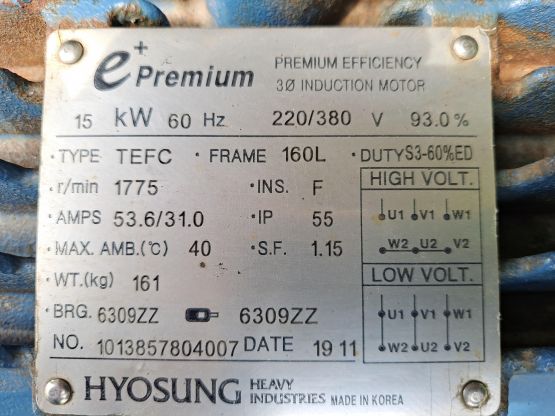 e+ Premium
PREMIUM EFFICIENCY
3Ø INDUCTION MOTOR
15 kW 60 Hz 220/380 V 93.0%
·TYPE TEFC ·FRAME 160L ·DUTY S3-60%ED
·r/min 1775 ·INS. F
·AMPS 53.6/31.0 ·IP 55
·MAX. AMB.(℃) 40 ·S.F. 1.15
·WT.(kg) 161
·BRG. 6309ZZ 6309ZZ
NO. 1013857804007 DATE 19 11
HIGH VOLT.
U1 V1 W1
W2 U2 V2
LOW VOLT.
U1 V1 W1
W2 U2 V2
HYOSUNG HEAVY INDUSTRIES MADE IN KOREA